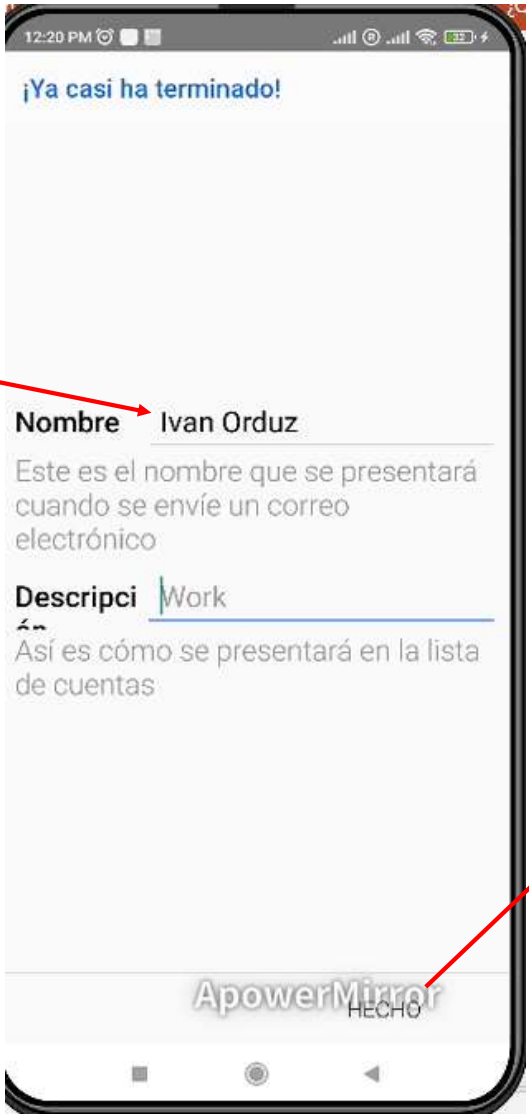 12:20 PM
¡Ya casi ha terminado!
Nombre Ivan Orduz
Este es el nombre que se presentará
cuando se envíe un correo
electrónico
Descripci Work
ón
Así es cómo se presentará en la lista
de cuentas
ApowerMirror
HECHO